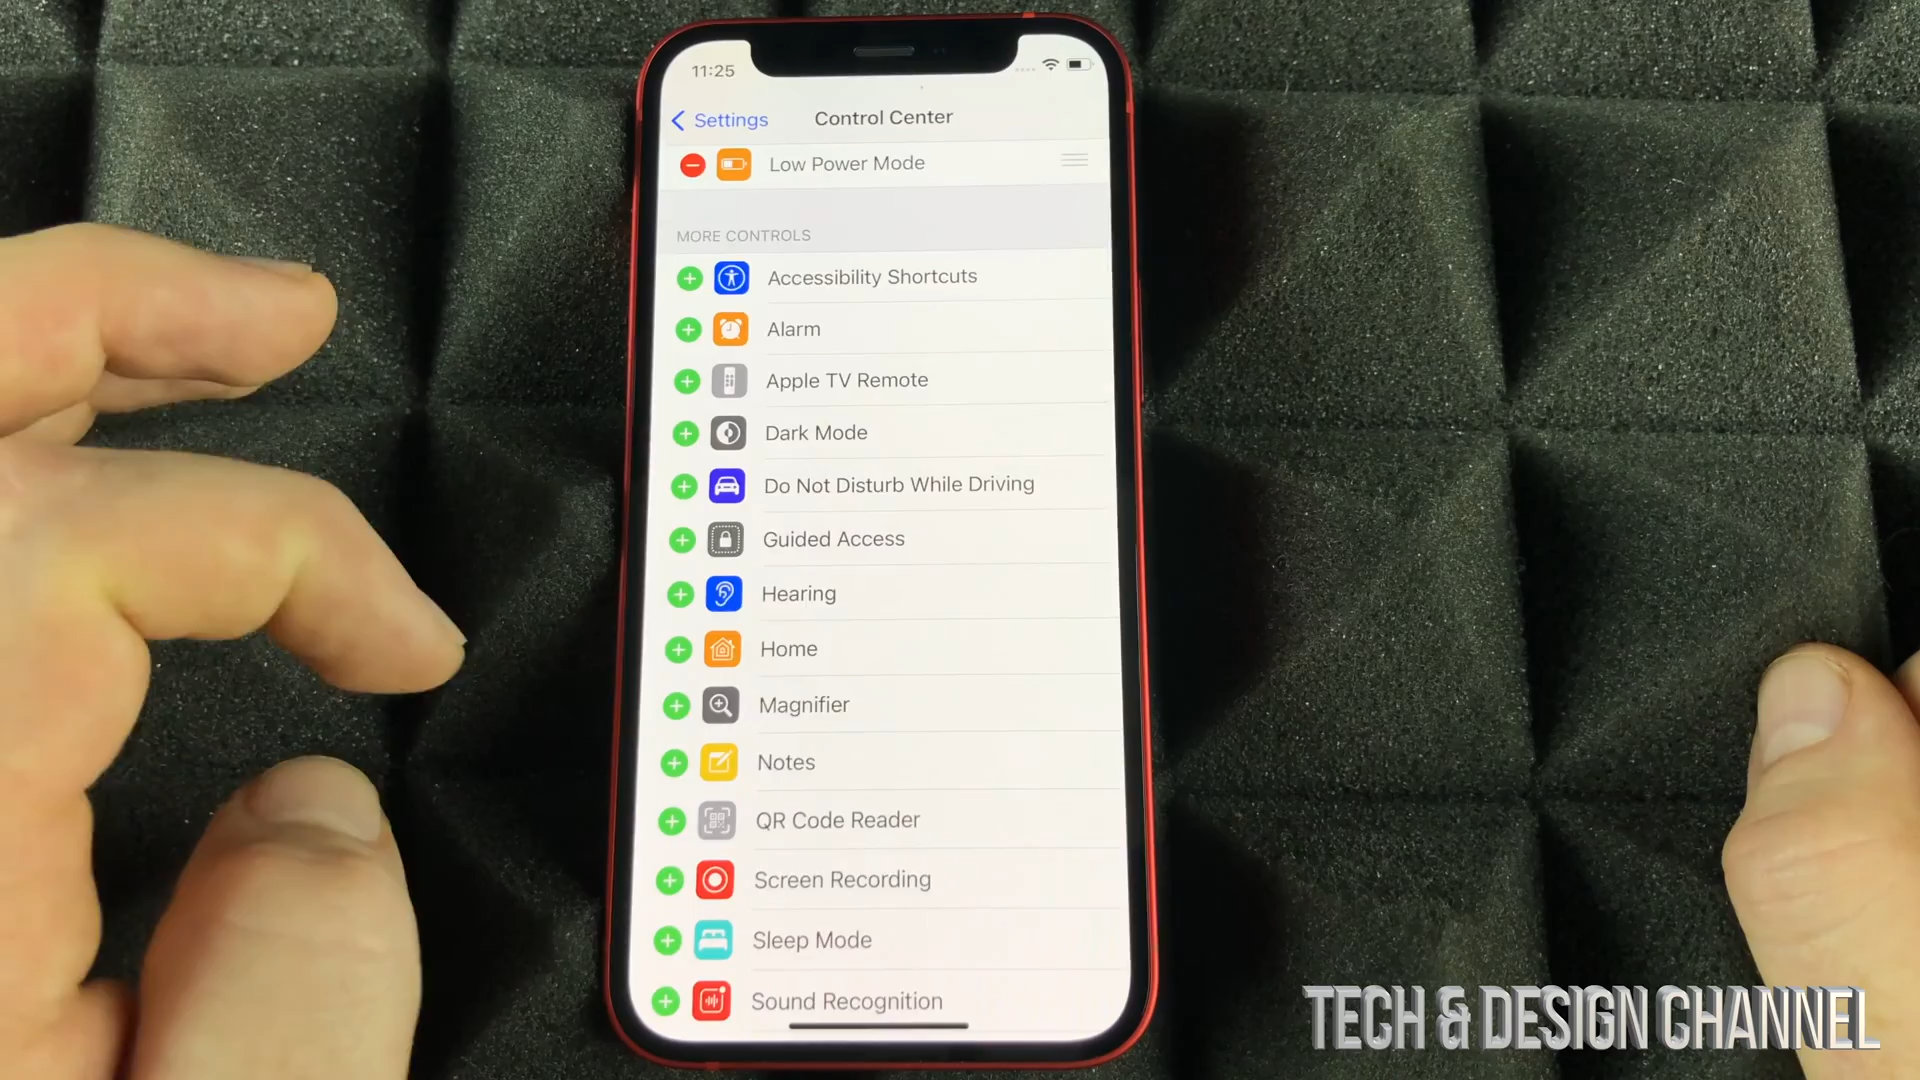 11:25
Settings
Control Center
Low Power Mode
MORE CONTROLS
Accessibility Shortcuts
Alarm
Apple TV Remote
Dark Mode
Do Not Disturb While Driving
Guided Access
Hearing
Home
Magnifier
Notes
QR Code Reader
Screen Recording
Sleep Mode
Sound Recognition
TECH & DESIGN CHANNEL